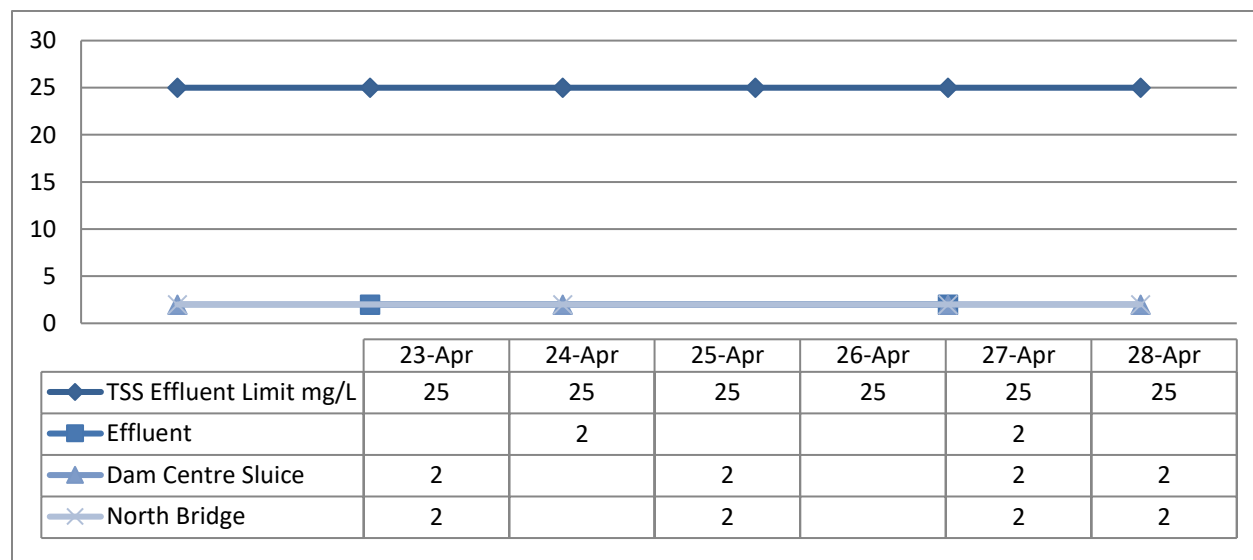 30
25
20
15
10
5
0
23-Apr 24-Apr 25-Apr 26-Apr 27-Apr 28-Apr
TSS Effluent Limit mg/L 25 25 25 25 25 25
Effluent 2 2
Dam Centre Sluice 2 2 2 2
North Bridge 2 2 2 2